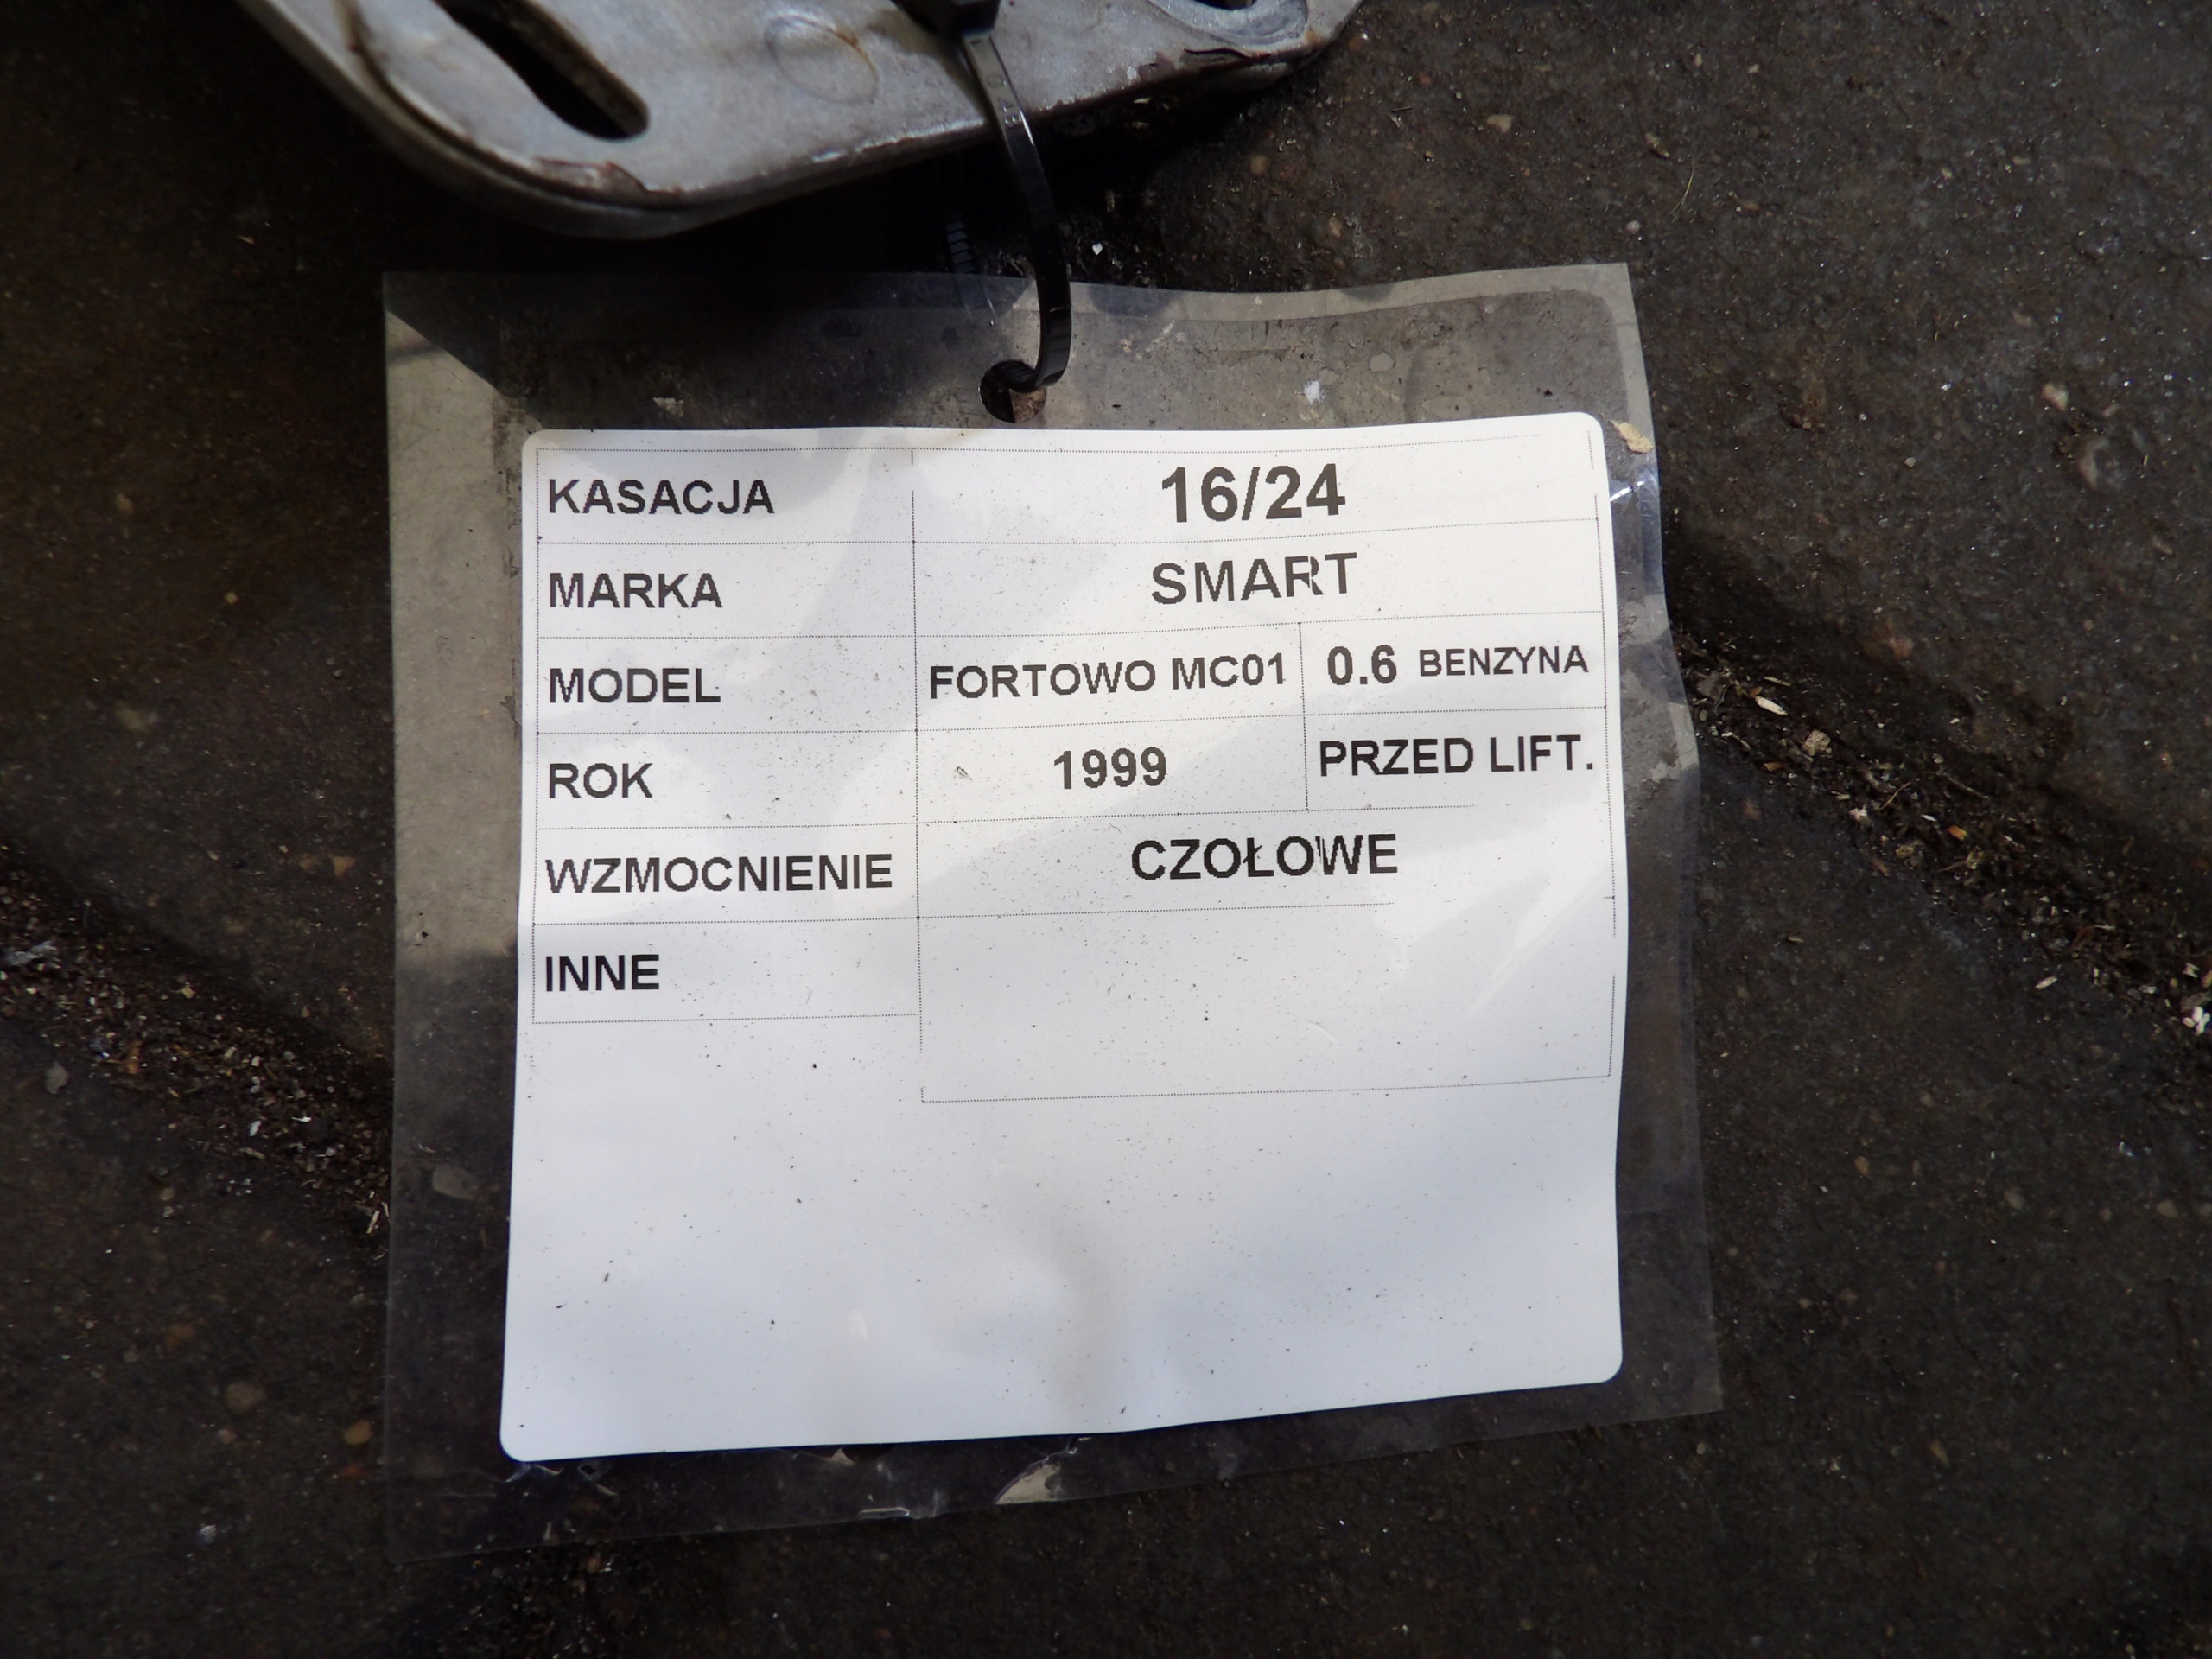 KASACJA 16/24
MARKA SMART
MODEL FORTOWO MC01 0.6 BENZYNA
ROK 1999 PRZED LIFT.
WZMOCNIENIE CZOŁOWE
INNE